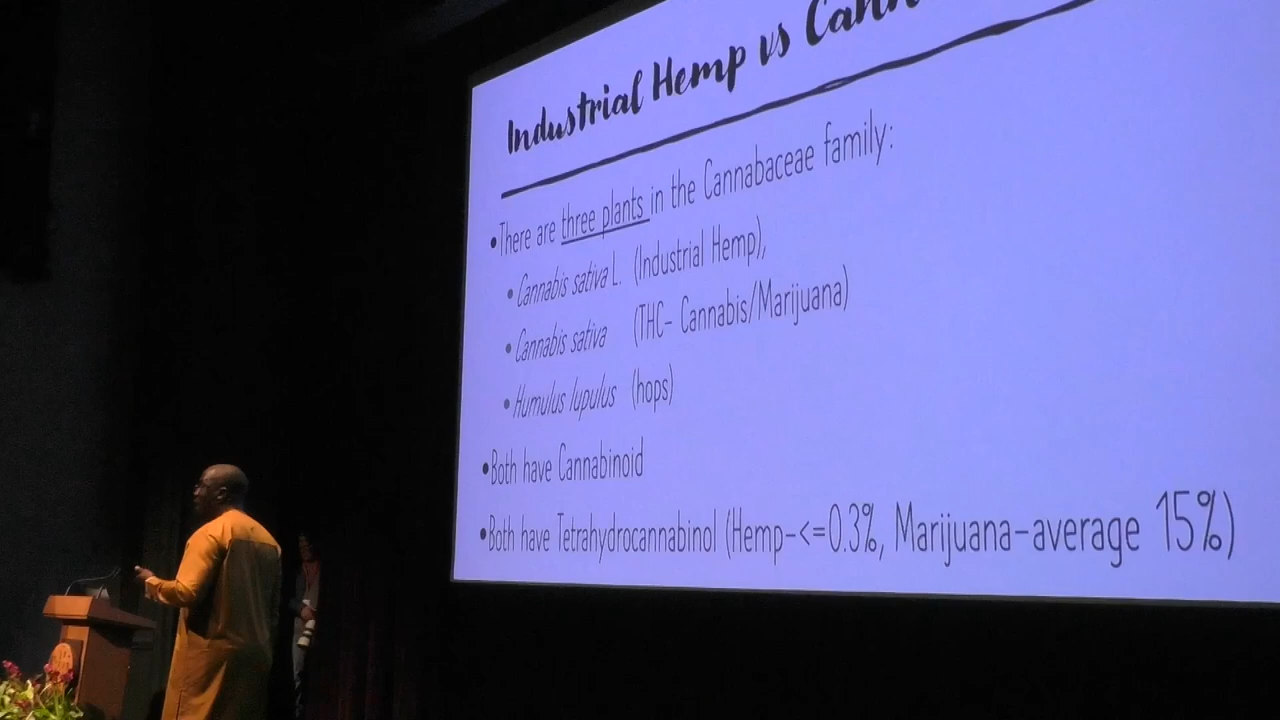 Industrial Hemp vs Cann
•There are three plants in the Cannabaceae family:
•Cannabis sativa L. (Industrial Hemp),
•Cannabis sativa (THC- Cannabis/Marijuana)
•Humulus lupulus (hops)
•Both have Cannabinoid
•Both have Tetrahydrocannabinol (Hemp-<=0.3%, Marijuana-average 15%)